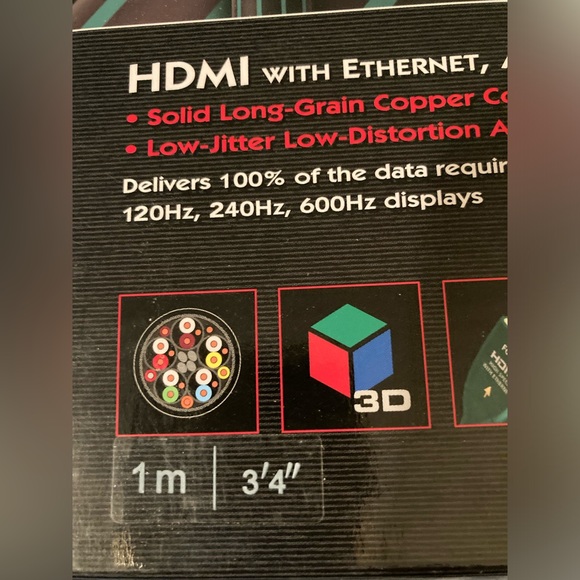 HDMI WITH ETHERNET,
• Solid Long-Grain Copper
• Low-Jitter Low-Distortion
Delivers 100% of the data
120Hz, 240Hz, 600Hz displays
3D
1m | 3'4"